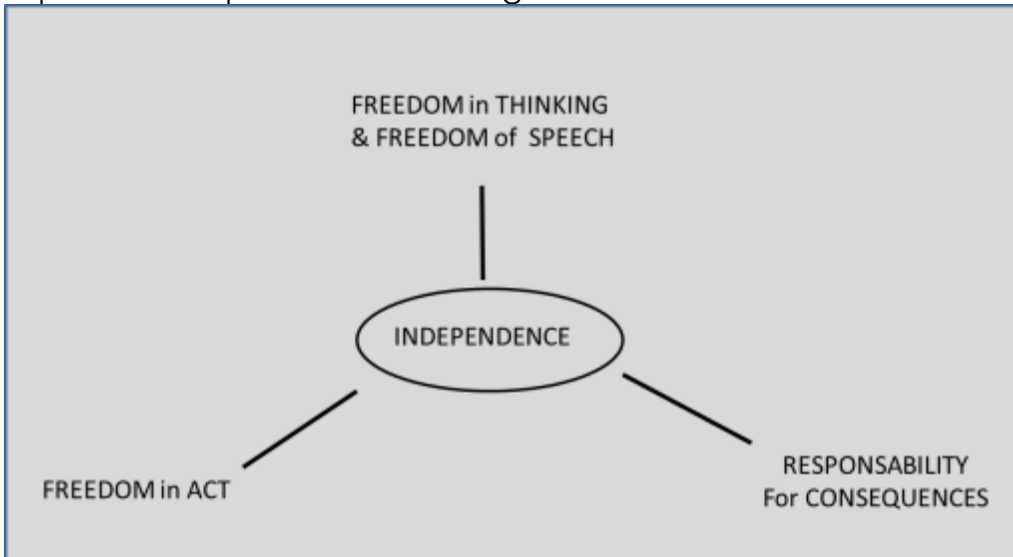 FREEDOM in THINKING
& FREEDOM of SPEECH
INDEPENDENCE
FREEDOM in ACT
RESPONSABILITY
For CONSEQUENCES